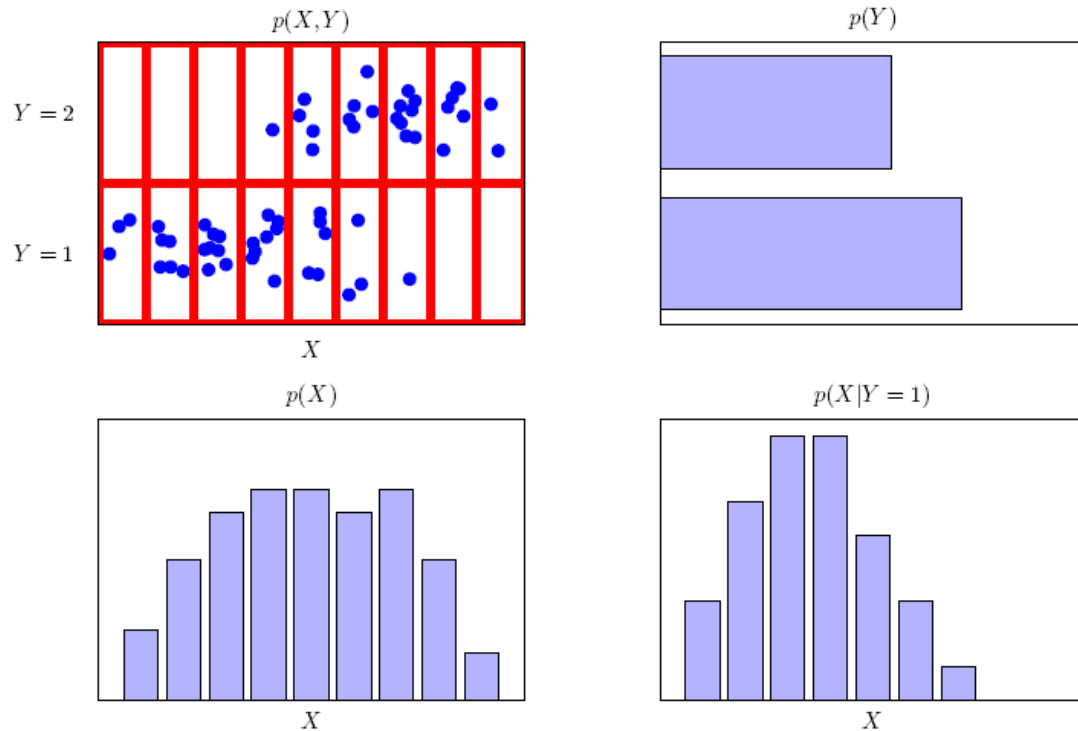 p(X, Y)
Y = 2
Y = 1
X
p(Y)
p(X)
X
p(X|Y = 1)
X